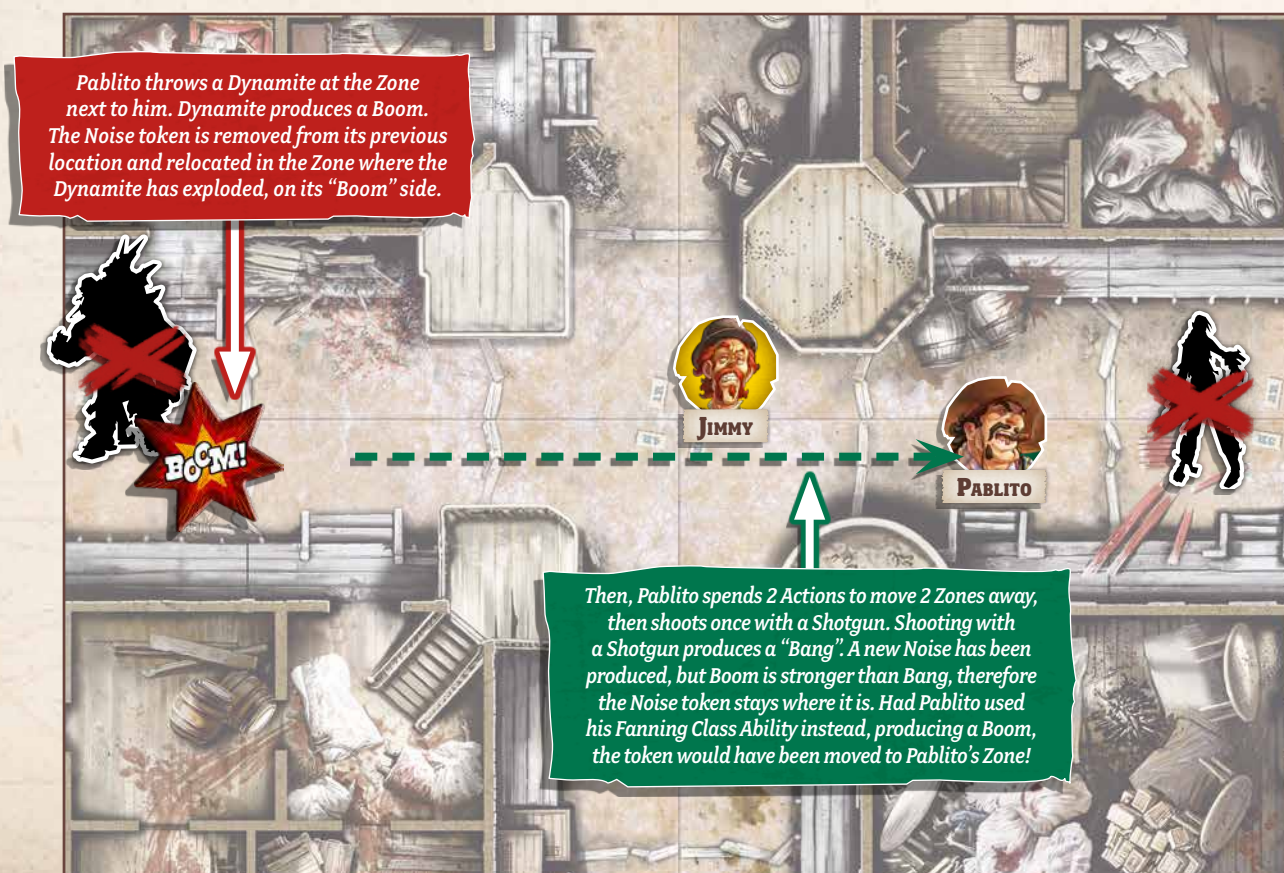 Pablito throws a Dynamite at the Zone
next to him. Dynamite produces a Boom.
The Noise token is removed from its previous
location and relocated in the Zone where the
Dynamite has exploded, on its “Boom” side.
BOOM!
JIMMY
PABLITO
Then, Pablito spends 2 Actions to move 2 Zones away,
then shoots once with a Shotgun. Shooting with
a Shotgun produces a “Bang”. A new Noise has been
produced, but Boom is stronger than Bang, therefore
the Noise token stays where it is. Had Pablito used
his Fanning Class Ability instead, producing a Boom,
the token would have been moved to Pablito’s Zone!